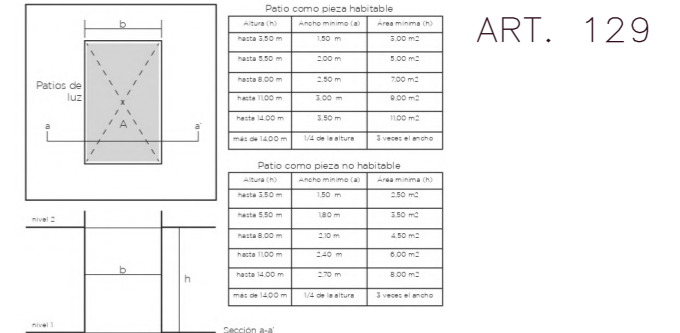 ART. 129
b
Patios de
luz
A
a
a'
nivel 2
b
h
nivel 1
Sección a-a'
Patio como pieza habitable
Altura (h) Ancho mínimo (a) Área mínima (h)
hasta 3,50 m 1,50 m 3,00 m2
hasta 5,50 m 2,00 m 5,00 m2
hasta 8,00 m 2,50 m 7,00 m2
hasta 11,00 m 3,00 m 9,00 m2
hasta 14,00 m 3,50 m 11,00 m2
más de 14,00 m 1/4 de la altura 3 veces el ancho
Patio como pieza no habitable
Altura (h) Ancho mínimo (a) Área mínima (h)
hasta 3,50 m 1,50 m 2,50 m2
hasta 5,50 m 1,80 m 3,50 m2
hasta 8,00 m 2,10 m 4,50 m2
hasta 11,00 m 2,40 m 6,00 m2
hasta 14,00 m 2,70 m 8,00 m2
más de 14,00 m 1/4 de la altura 3 veces el ancho